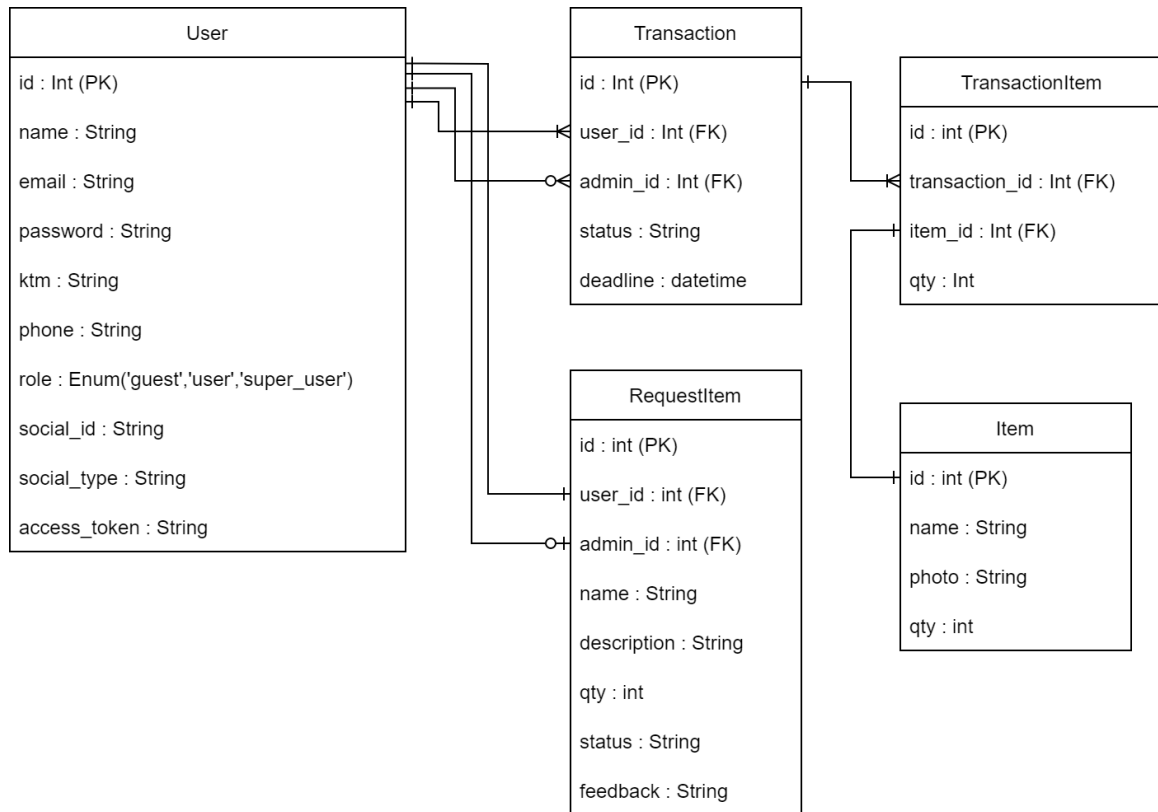 User
id : Int (PK)
name : String
email : String
password : String
ktm : String
phone : String
role : Enum('guest','user','super_user')
social_id : String
social_type : String
access_token : String
Transaction
id : Int (PK)
user_id : Int (FK)
admin_id : Int (FK)
status : String
deadline : datetime
TransactionItem
id : int (PK)
transaction_id : Int (FK)
item_id : Int (FK)
qty : Int
RequestItem
id : int (PK)
user_id : int (FK)
admin_id : int (FK)
name : String
description : String
qty : int
status : String
feedback : String
Item
id : int (PK)
name : String
photo : String
qty : int